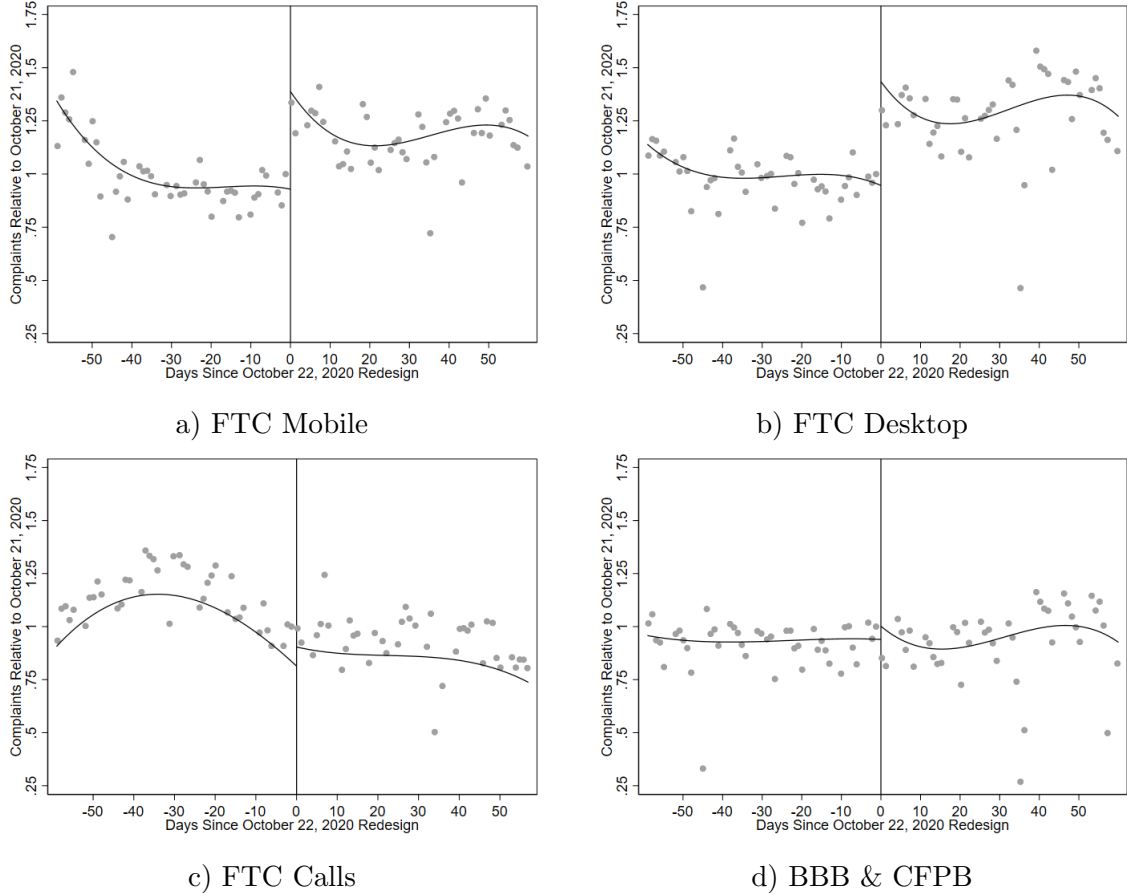 Complaints Relative to October 21, 2020
.25 .5 .75 1 1.25 1.5 1.75
-50 -40 -30 -20 -10 0 10 20 30 40 50
Days Since October 22, 2020 Redesign
a) FTC Mobile
Complaints Relative to October 21, 2020
.25 .5 .75 1 1.25 1.5 1.75
-50 -40 -30 -20 -10 0 10 20 30 40 50
Days Since October 22, 2020 Redesign
b) FTC Desktop
Complaints Relative to October 21, 2020
.25 .5 .75 1 1.25 1.5 1.75
-50 -40 -30 -20 -10 0 10 20 30 40 50
Days Since October 22, 2020 Redesign
c) FTC Calls
Complaints Relative to October 21, 2020
.25 .5 .75 1 1.25 1.5 1.75
-50 -40 -30 -20 -10 0 10 20 30 40 50
Days Since October 22, 2020 Redesign
d) BBB & CFPB